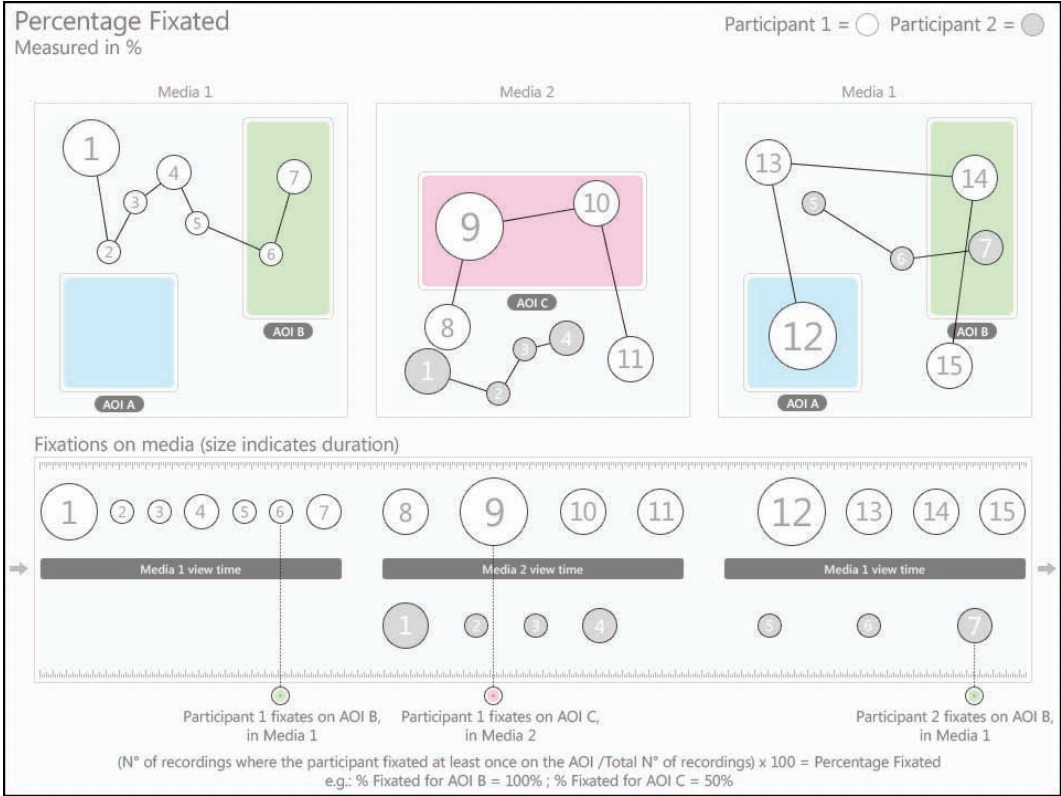 Percentage Fixated
Measured in %
Participant 1 = Participant 2 =
Media 1 Media 2 Media 1
1 2 3 4 5 6 7
AOI A
AOI B
9 10
AOI C
8 11
1 2 3 4
13 14
5 6 7
12
AOI B
15
AOI A
Fixations on media (size indicates duration)
1 2 3 4 5 6 7 8 9 10 11 12 13 14 15
Media 1 view time Media 2 view time Media 1 view time
1 2 3 4 5 6 7
Participant 1 fixates on AOI B,
in Media 1
Participant 1 fixates on AOI C,
in Media 2
Participant 2 fixates on AOI B,
in Media 1
(N° of recordings where the participant fixated at least once on the AOI /Total N° of recordings) x 100 = Percentage Fixated
e.g.: % Fixated for AOI B = 100% ; % Fixated for AOI C = 50%